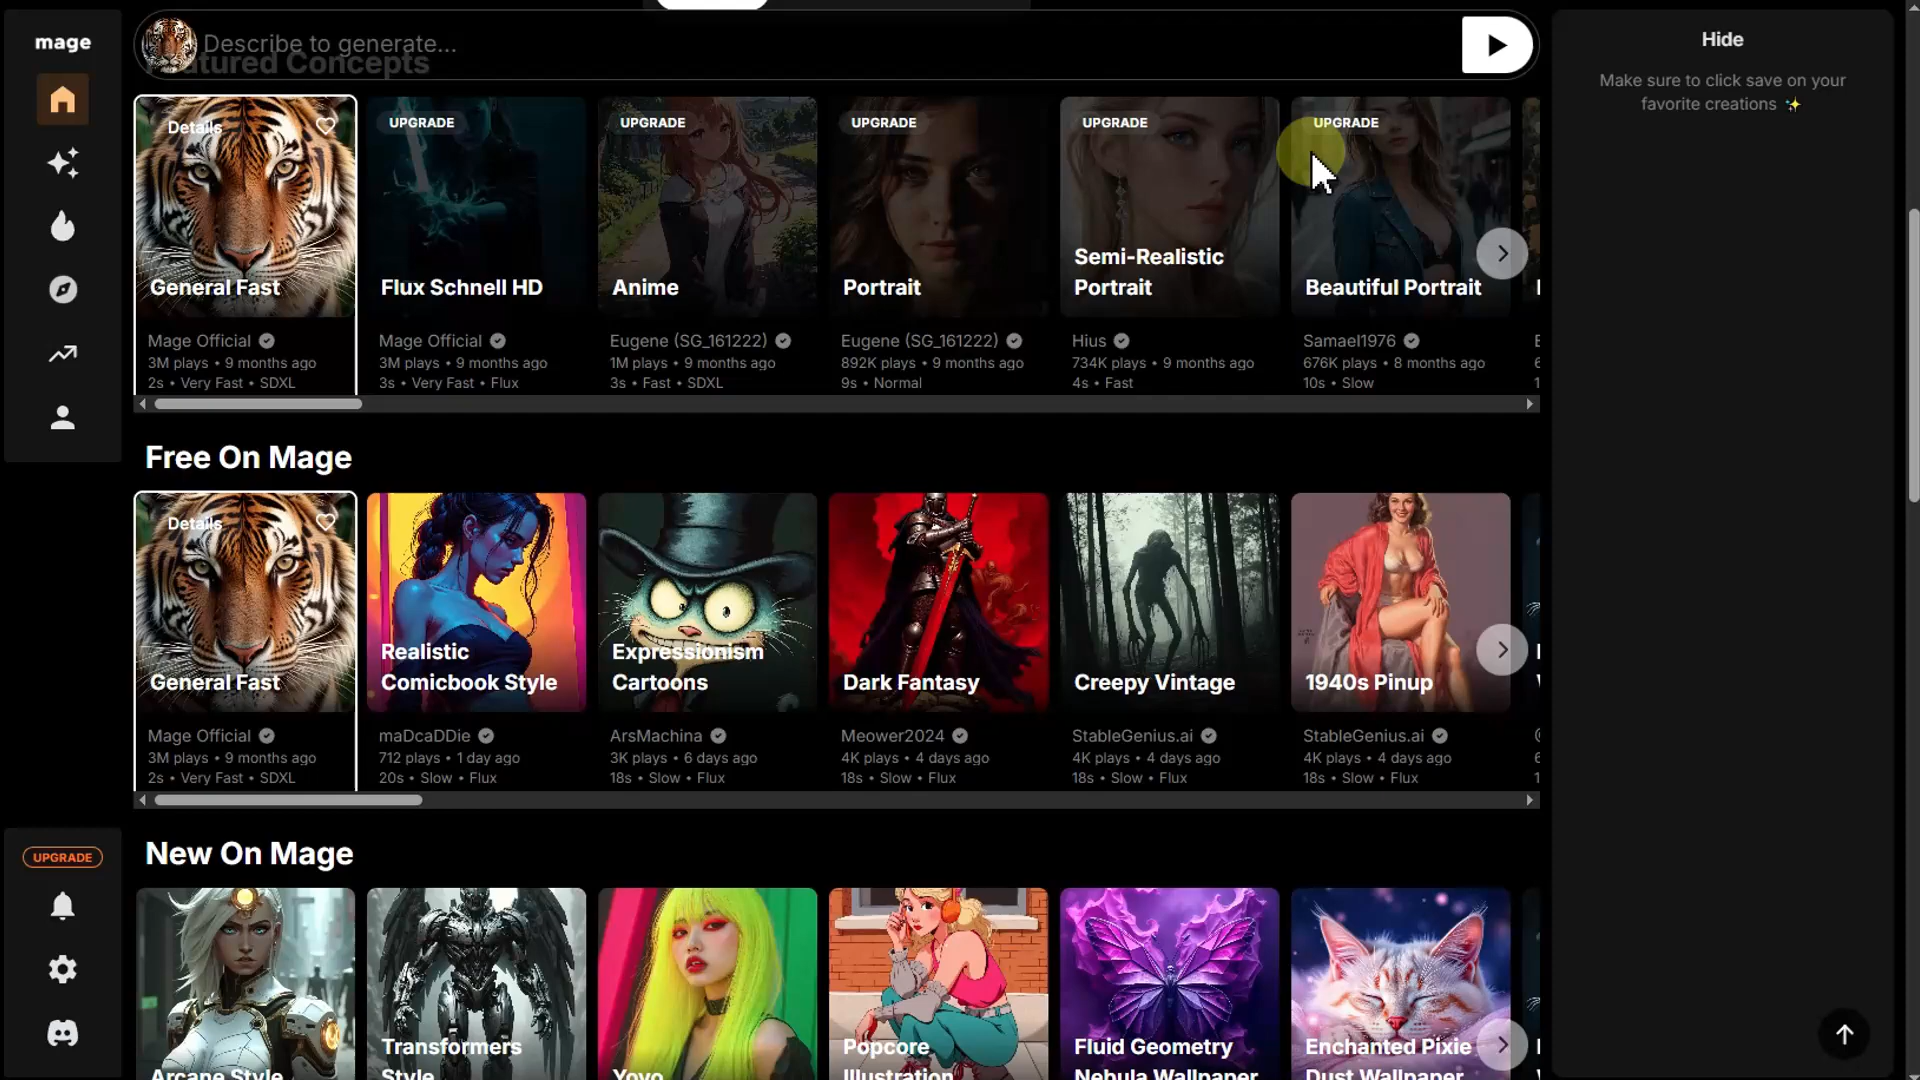 mage
Describe to generate...
Featured Concepts
Hide
Make sure to click save on your
favorite creations ✨
Details
General Fast
Mage Official
3M plays • 9 months ago
2s • Very Fast • SDXL
UPGRADE
Flux Schnell HD
Mage Official
3M plays • 9 months ago
3s • Very Fast • Flux
UPGRADE
Anime
Eugene (SG_161222)
1M plays • 9 months ago
3s • Fast • SDXL
UPGRADE
Portrait
Eugene (SG_161222)
892K plays • 9 months ago
9s • Normal
UPGRADE
Semi-Realistic
Portrait
Hius
734K plays • 9 months ago
4s • Fast
UPGRADE
Beautiful Portrait
Samael1976
676K plays • 8 months ago
10s • Slow
Free On Mage
Details
General Fast
Mage Official
3M plays • 9 months ago
2s • Very Fast • SDXL
Realistic
Comicbook Style
maDcaDDie
712 plays • 1 day ago
20s • Slow • Flux
Expressionism
Cartoons
ArsMachina
3K plays • 6 days ago
18s • Slow • Flux
Dark Fantasy
Meower2024
4K plays • 4 days ago
18s • Slow • Flux
Creepy Vintage
StableGenius.ai
4K plays • 4 days ago
18s • Slow • Flux
1940s Pinup
StableGenius.ai
4K plays • 4 days ago
18s • Slow • Flux
UPGRADE
New On Mage
Arcane Style
Transformers
Style
Yoyo
Popcore
Illustration
Fluid Geometry
Nebula Wallpaper
Enchanted Pixie
Dust Wallpaper